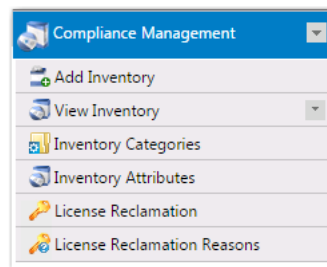 Compliance Management
Add Inventory
View Inventory
Inventory Categories
Inventory Attributes
License Reclamation
License Reclamation Reasons